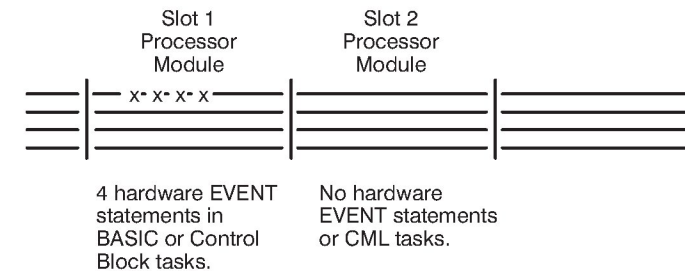 Slot 1
Processor
Module
Slot 2
Processor
Module
x- x- x- x
4 hardware EVENT
statements in
BASIC or Control
Block tasks.
No hardware
EVENT statements
or CML tasks.